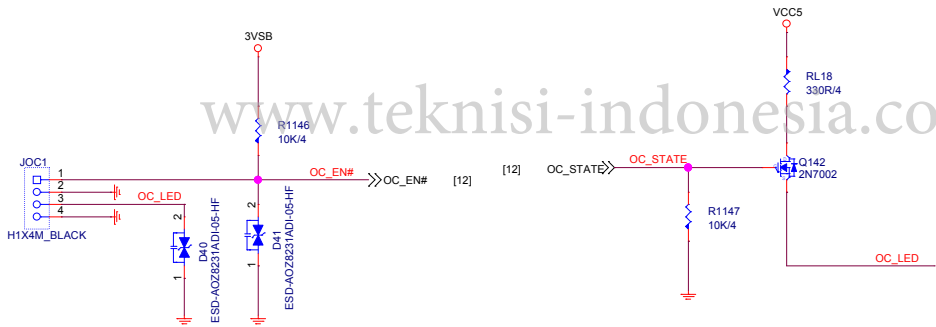 VCC5
3VSB
RL18
330R/4
www.teknisi-indonesia.co
R1146
10K/4
JOC1
1
2
3
4
H1X4M_BLACK
OC_EN#
OC_EN#
[12]
[12]
OC_STATE
OC_STATE
Q142
2N7002
OC_LED
2
1
D40
ESD-AOZ8231ADI-05-HF
2
1
D41
ESD-AOZ8231ADI-05-HF
R1147
10K/4
OC_LED